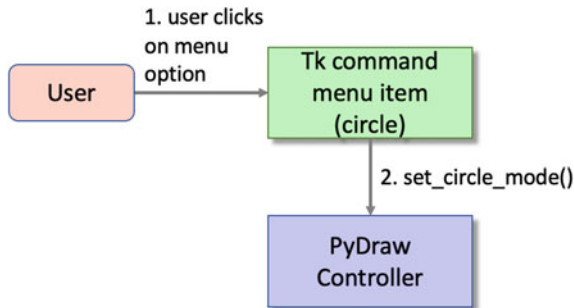 1. user clicks
on menu
option
User
Tk command
menu item
(circle)
2. set_circle_mode()
PyDraw
Controller